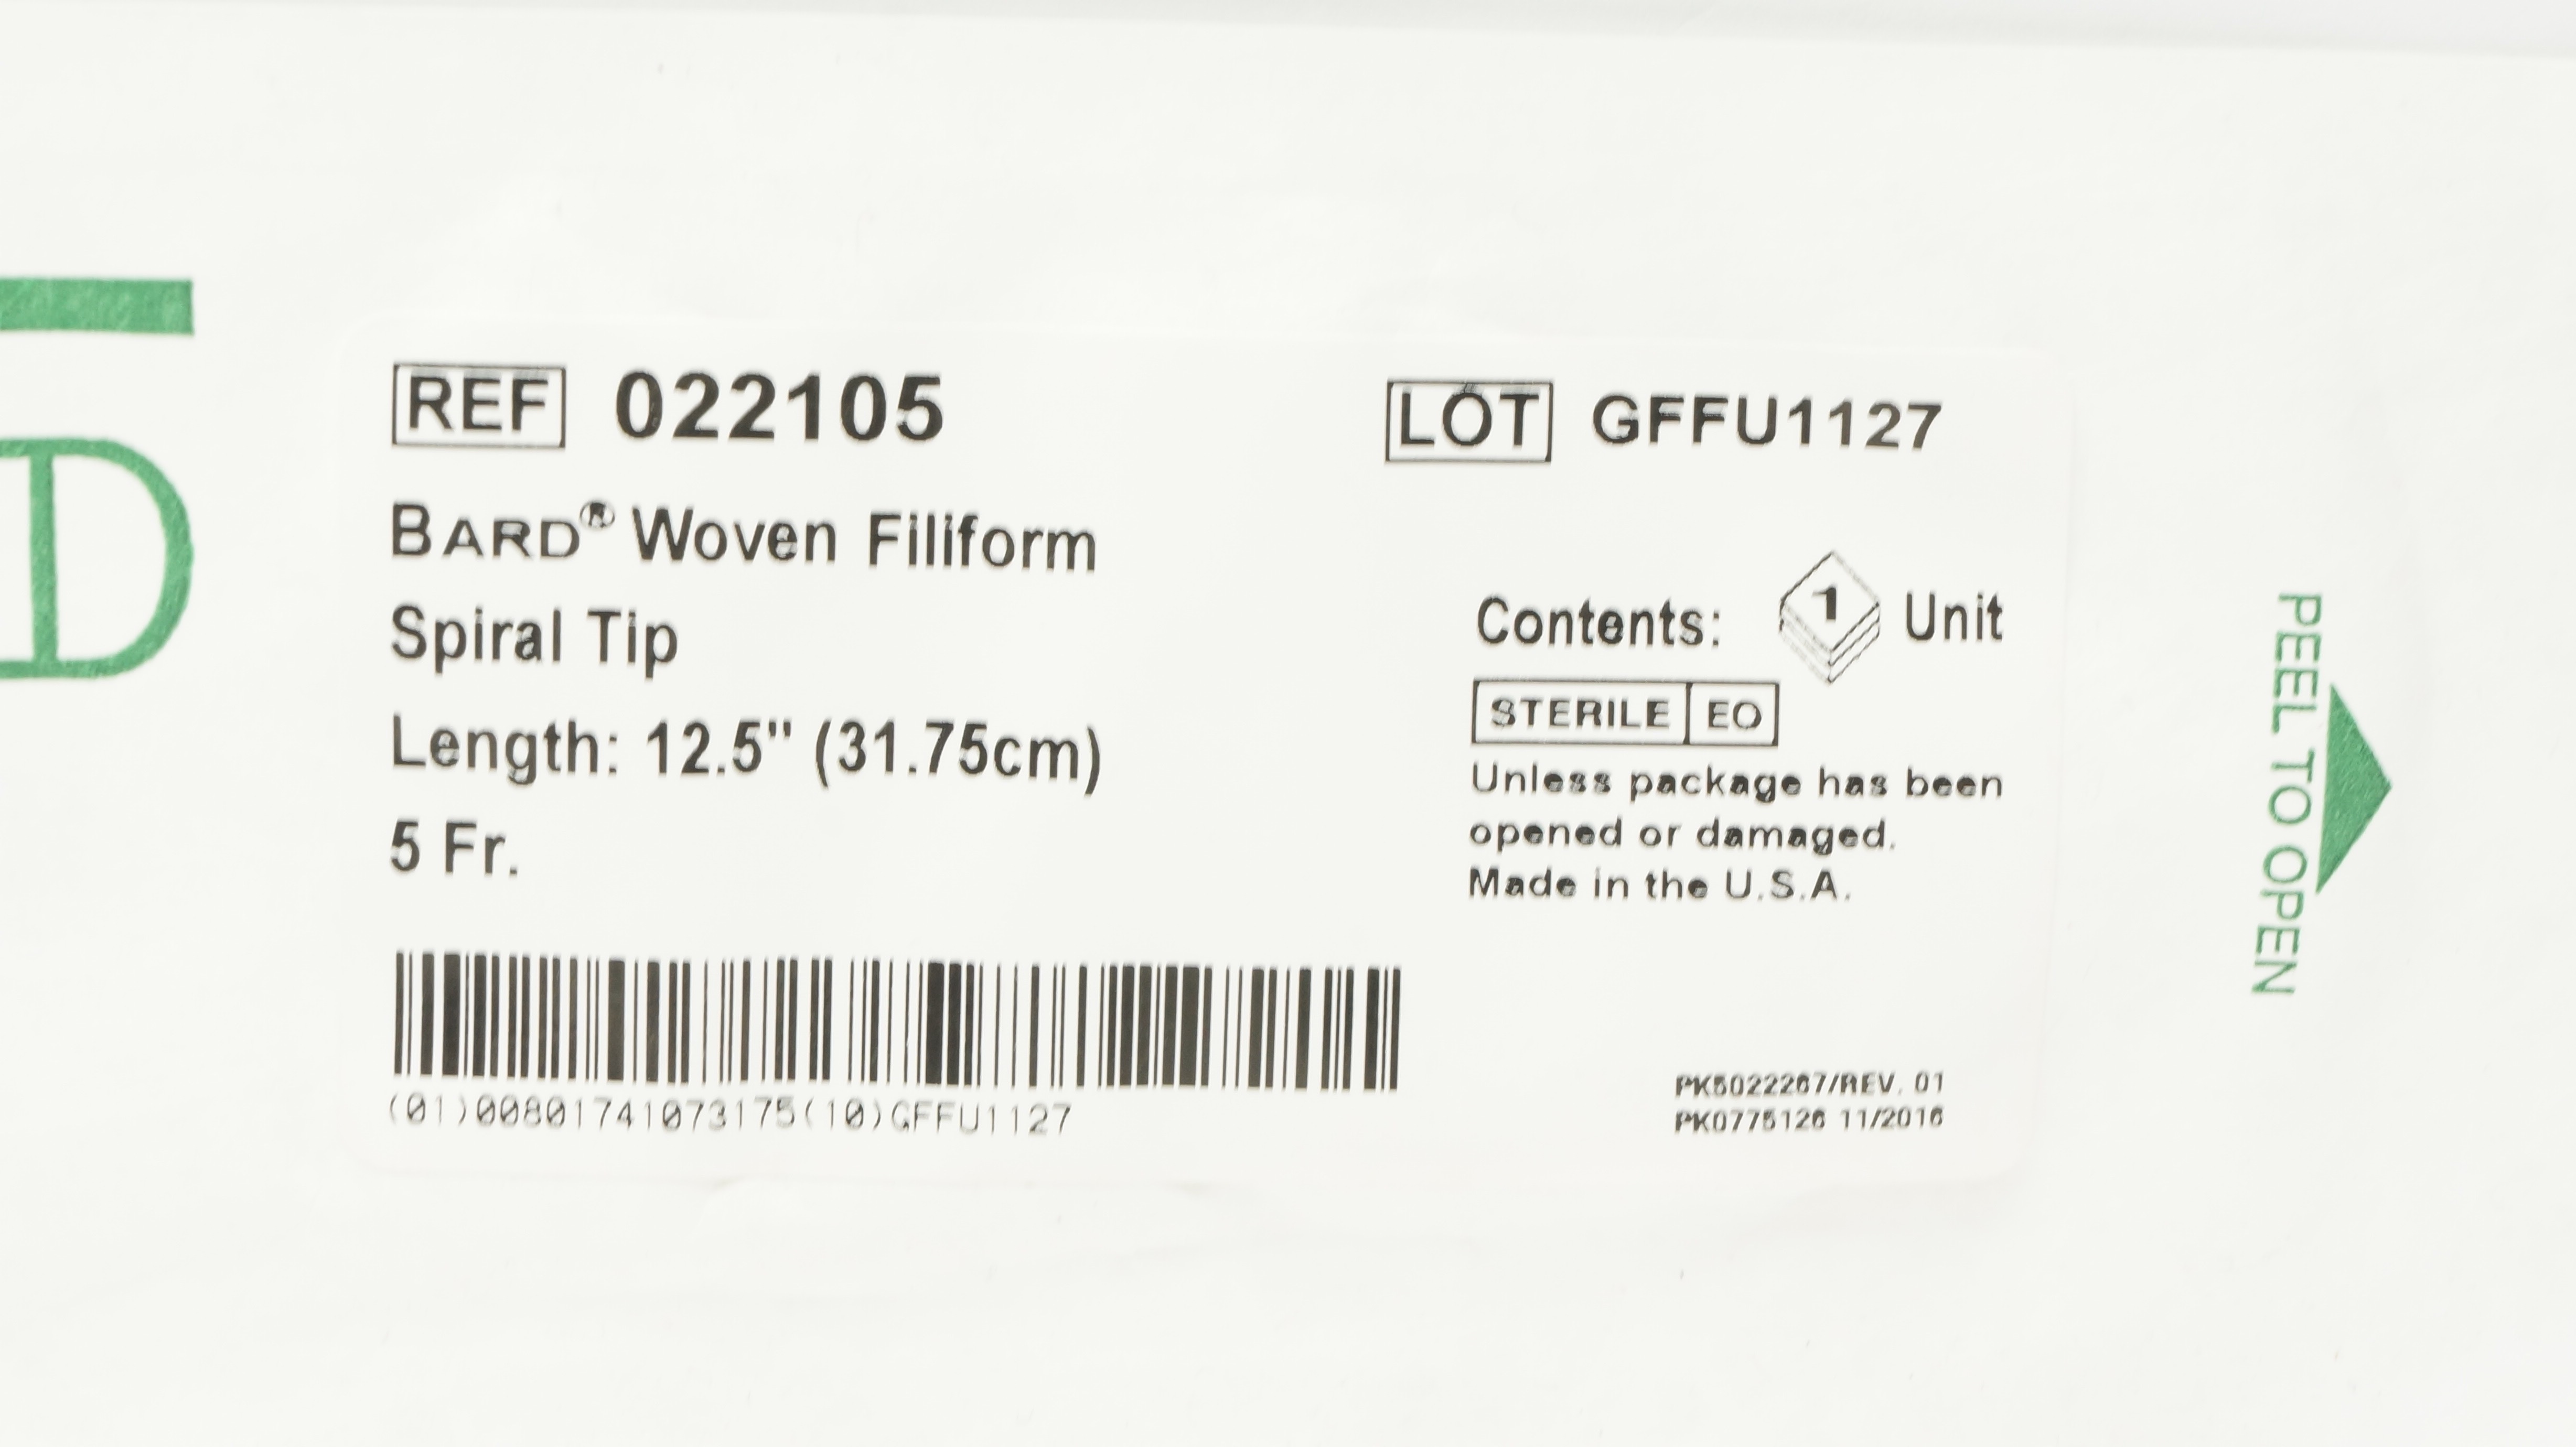 D
REF 022105
LOT GFFU1127
BARD® Woven Filiform
Spiral Tip
Length: 12.5" (31.75cm)
5 Fr.
Contents: 1 Unit
STERILE EO
Unless package has been
opened or damaged.
Made in the U.S.A.
(01)00801741073175(10)GFFU1127
PK5022267/REV. 01
PK0775126 11/2016
PEEL TO OPEN